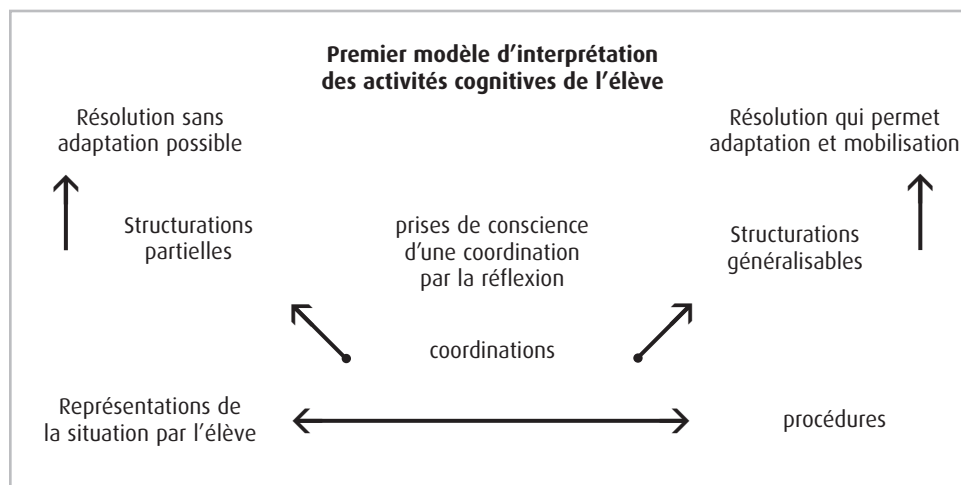 Premier modèle d’interprétation
des activités cognitives de l’élève
Résolution sans
adaptation possible
Résolution qui permet
adaptation et mobilisation
Structurations
partielles
prises de conscience
d’une coordination
par la réflexion
Structurations
généralisables
coordinations
Représentations de
la situation par l’élève
procédures